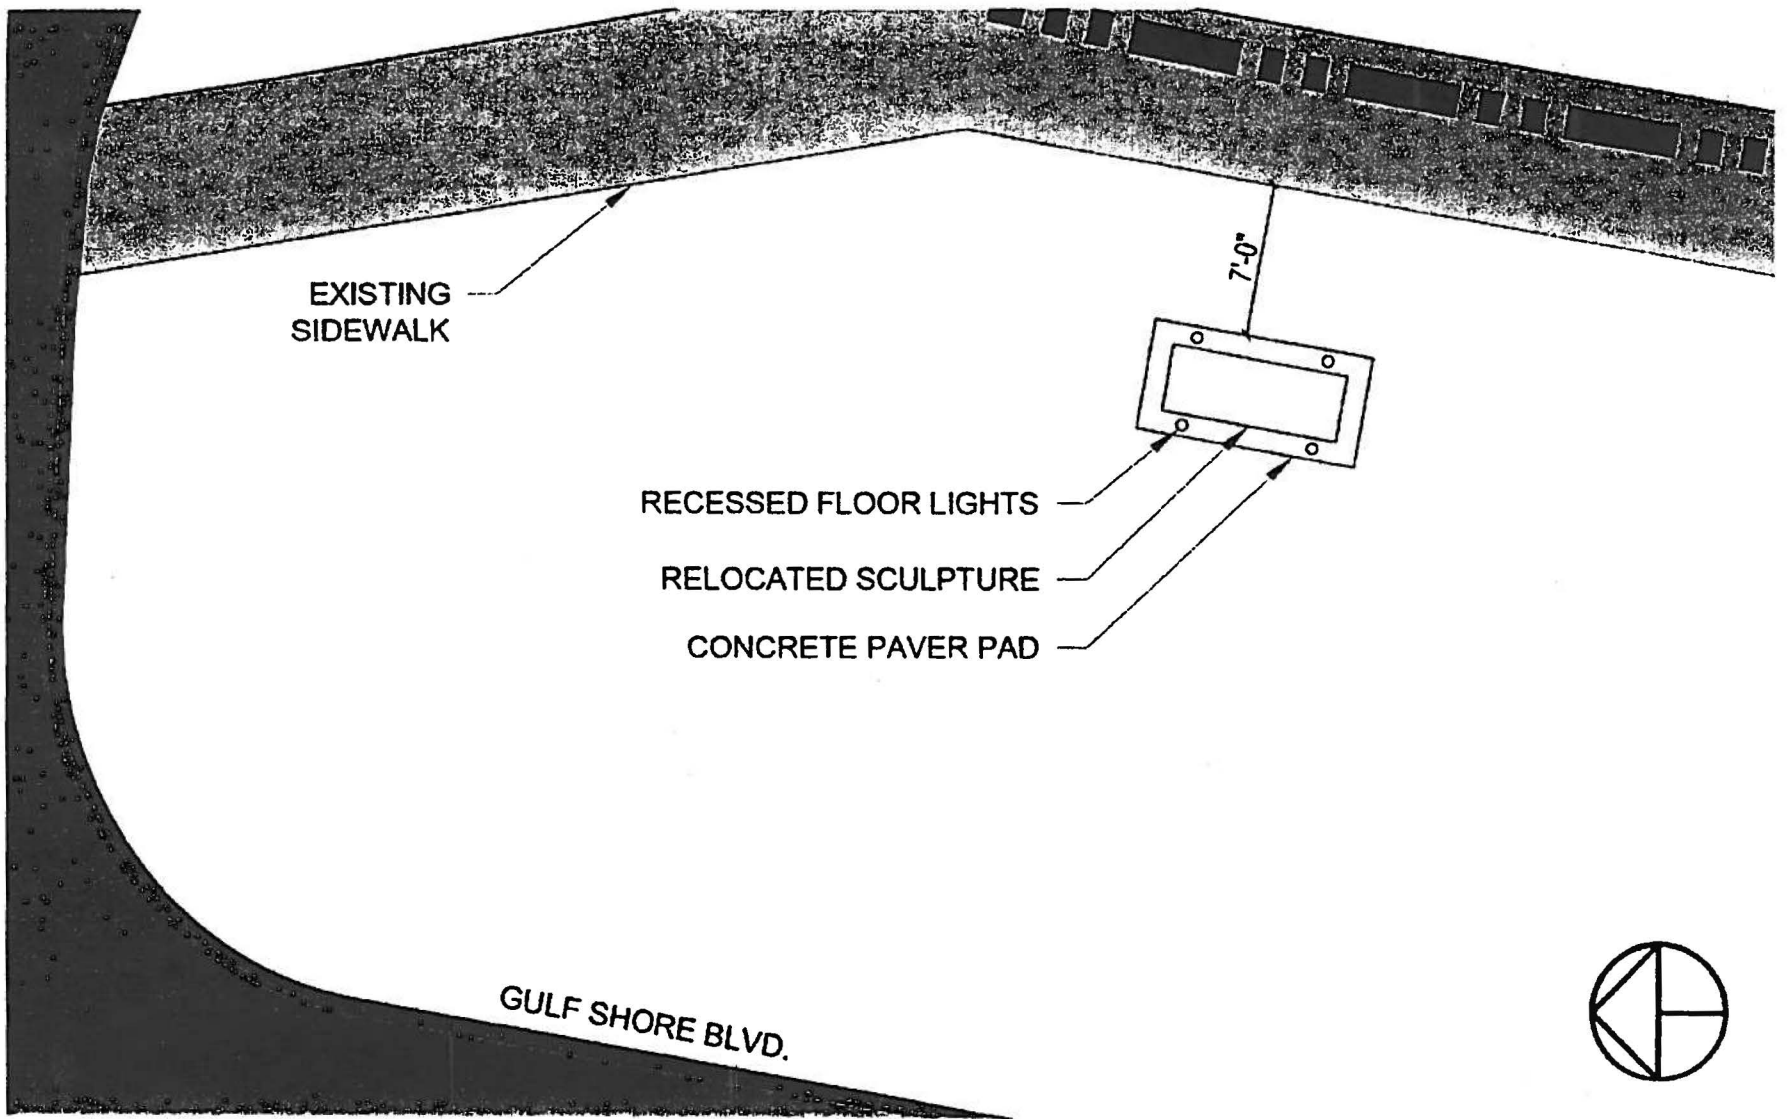 7'-0"
EXISTING
SIDEWALK
RECESSED FLOOR LIGHTS
RELOCATED SCULPTURE
CONCRETE PAVER PAD
GULF SHORE BLVD.